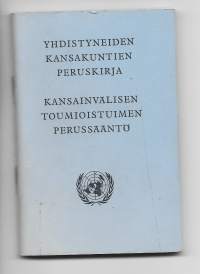 YHDISTYNEIDEN
KANSAKUNTIEN
PERUSKIRJA
KANSAINVÄLISEN
TOUMIOISTUIMEN
PERUSSÄÄNTÖ